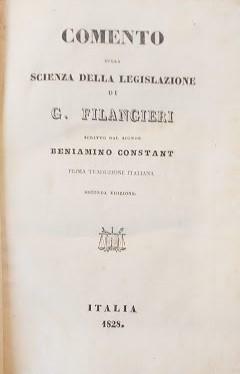 COMENTO
SULLA
SCIENZA DELLA LEGISLAZIONE
DI
G. FILANGIERI
SCRITTO DAL SIGNOR
BENIAMINO CONSTANT
PRIMA TRADUZIONE ITALIANA
SECONDA EDIZIONE.
ITALIA
1828.